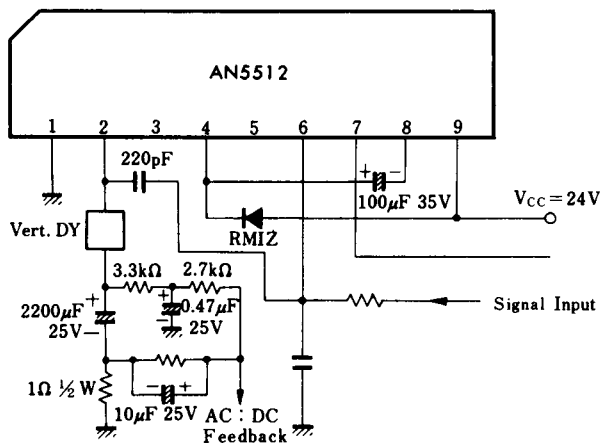 AN5512
1 2 3 4 5 6 7 8 9
220pF
+ -
100μF 35V
VCC=24V
Vert. DY
RMIZ
3.3kΩ 2.7kΩ
2200μF +
25V -
+ 0.47μF
- 25V
Signal Input
1Ω ½ W
- +
10μF 25V
AC : DC
Feedback